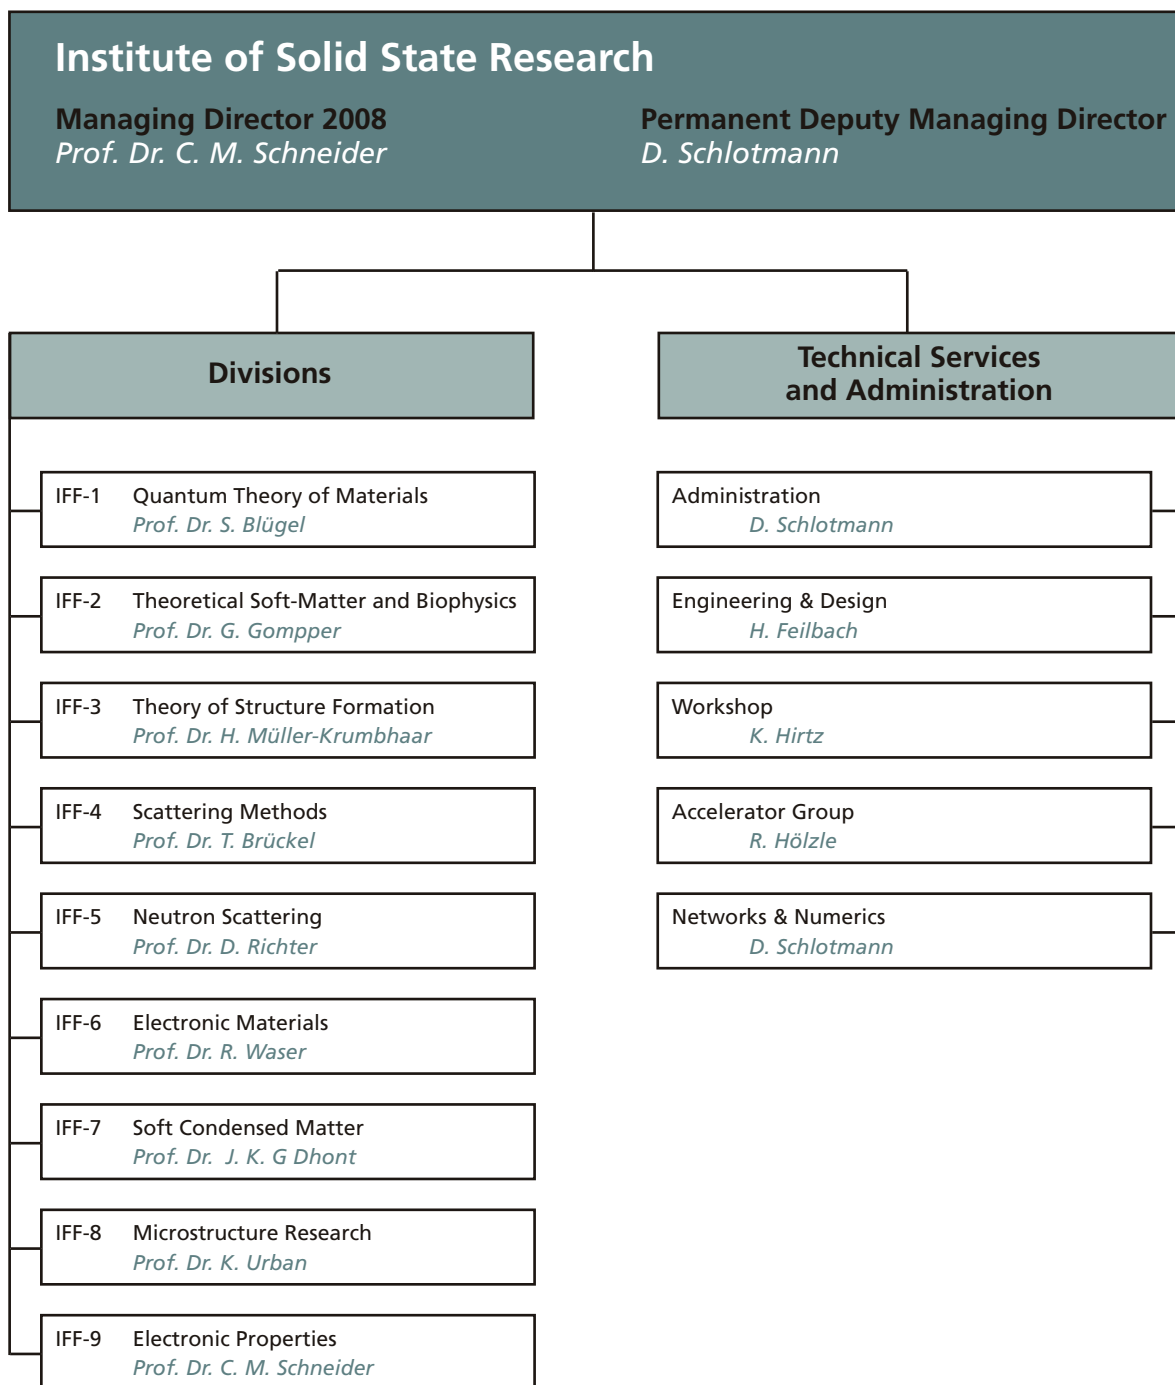 Institute of Solid State Research
Managing Director 2008
Prof. Dr. C. M. Schneider
Permanent Deputy Managing Director
D. Schlotmann
Divisions
IFF-1 Quantum Theory of Materials
Prof. Dr. S. Blügel
IFF-2 Theoretical Soft-Matter and Biophysics
Prof. Dr. G. Gompper
IFF-3 Theory of Structure Formation
Prof. Dr. H. Müller-Krumbhaar
IFF-4 Scattering Methods
Prof. Dr. T. Brückel
IFF-5 Neutron Scattering
Prof. Dr. D. Richter
IFF-6 Electronic Materials
Prof. Dr. R. Waser
IFF-7 Soft Condensed Matter
Prof. Dr. J. K. G Dhont
IFF-8 Microstructure Research
Prof. Dr. K. Urban
IFF-9 Electronic Properties
Prof. Dr. C. M. Schneider
Technical Services
and Administration
Administration
D. Schlotmann
Engineering & Design
H. Feilbach
Workshop
K. Hirtz
Accelerator Group
R. Hölzle
Networks & Numerics
D. Schlotmann